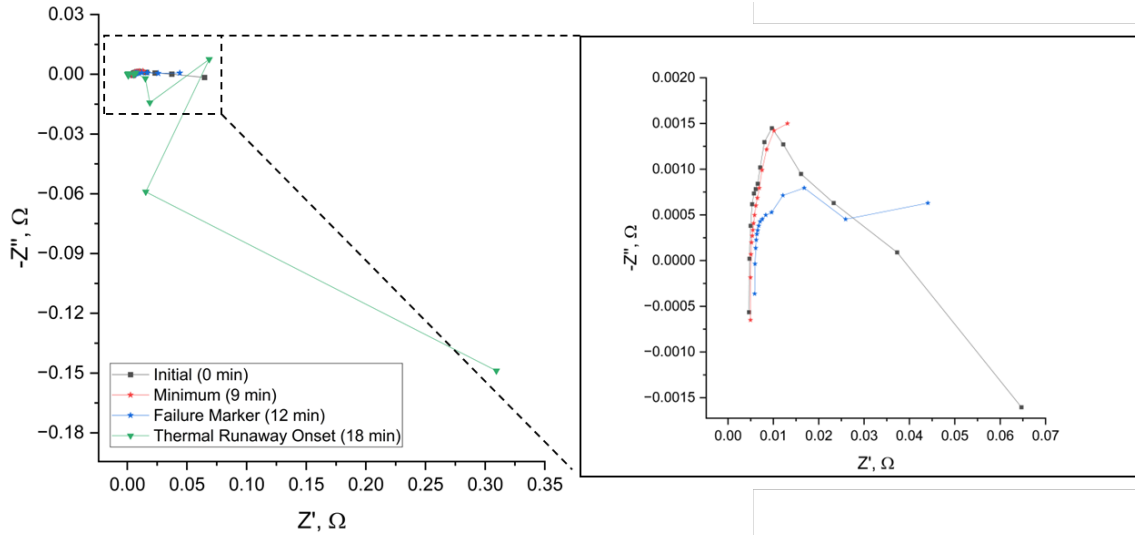 0.03
0.00
−0.03
−0.06
−0.09
−0.12
−0.15
−0.18
-Z", Ω
0.00 0.05 0.10 0.15 0.20 0.25 0.30 0.35
Z', Ω
Initial (0 min)
Minimum (9 min)
Failure Marker (12 min)
Thermal Runaway Onset (18 min)
0.0020
0.0015
0.0010
0.0005
0.0000
−0.0005
−0.0010
−0.0015
-Z", Ω
0.00 0.01 0.02 0.03 0.04 0.05 0.06 0.07
Z', Ω